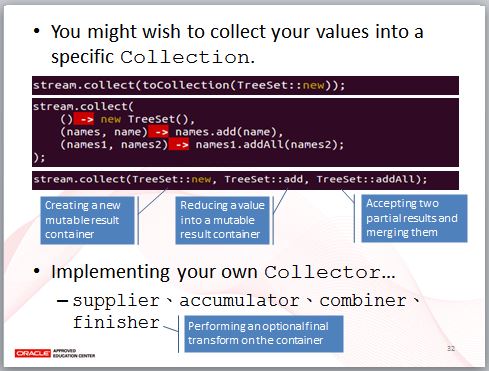 • You might wish to collect your values into a
specific Collection.
stream.collect(toCollection(TreeSet::new));
stream.collect(
() -> new TreeSet(),
(names, name) -> names.add(name),
(names1, names2) -> names1.addAll(names2);
);
stream.collect(TreeSet::new, TreeSet::add, TreeSet::addAll);
Creating a new
mutable result
container
Reducing a value
into a mutable
result container
Accepting two
partial results and
merging them
• Implementing your own Collector…
– supplier、accumulator、combiner、
finisher
Performing an optional final
transform on the container
ORACLE APPROVED
EDUCATION CENTER
32